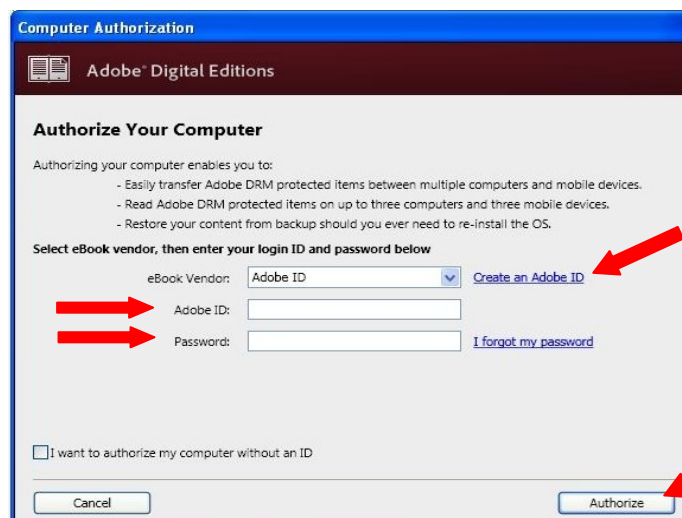 Computer Authorization
Adobe® Digital Editions
Authorize Your Computer
Authorizing your computer enables you to:
- Easily transfer Adobe DRM protected items between multiple computers and mobile devices.
- Read Adobe DRM protected items on up to three computers and three mobile devices.
- Restore your content from backup should you ever need to re-install the OS.
Select eBook vendor, then enter your login ID and password below
eBook Vendor: Adobe ID Create an Adobe ID
Adobe ID:
Password: I forgot my password
I want to authorize my computer without an ID
Cancel Authorize